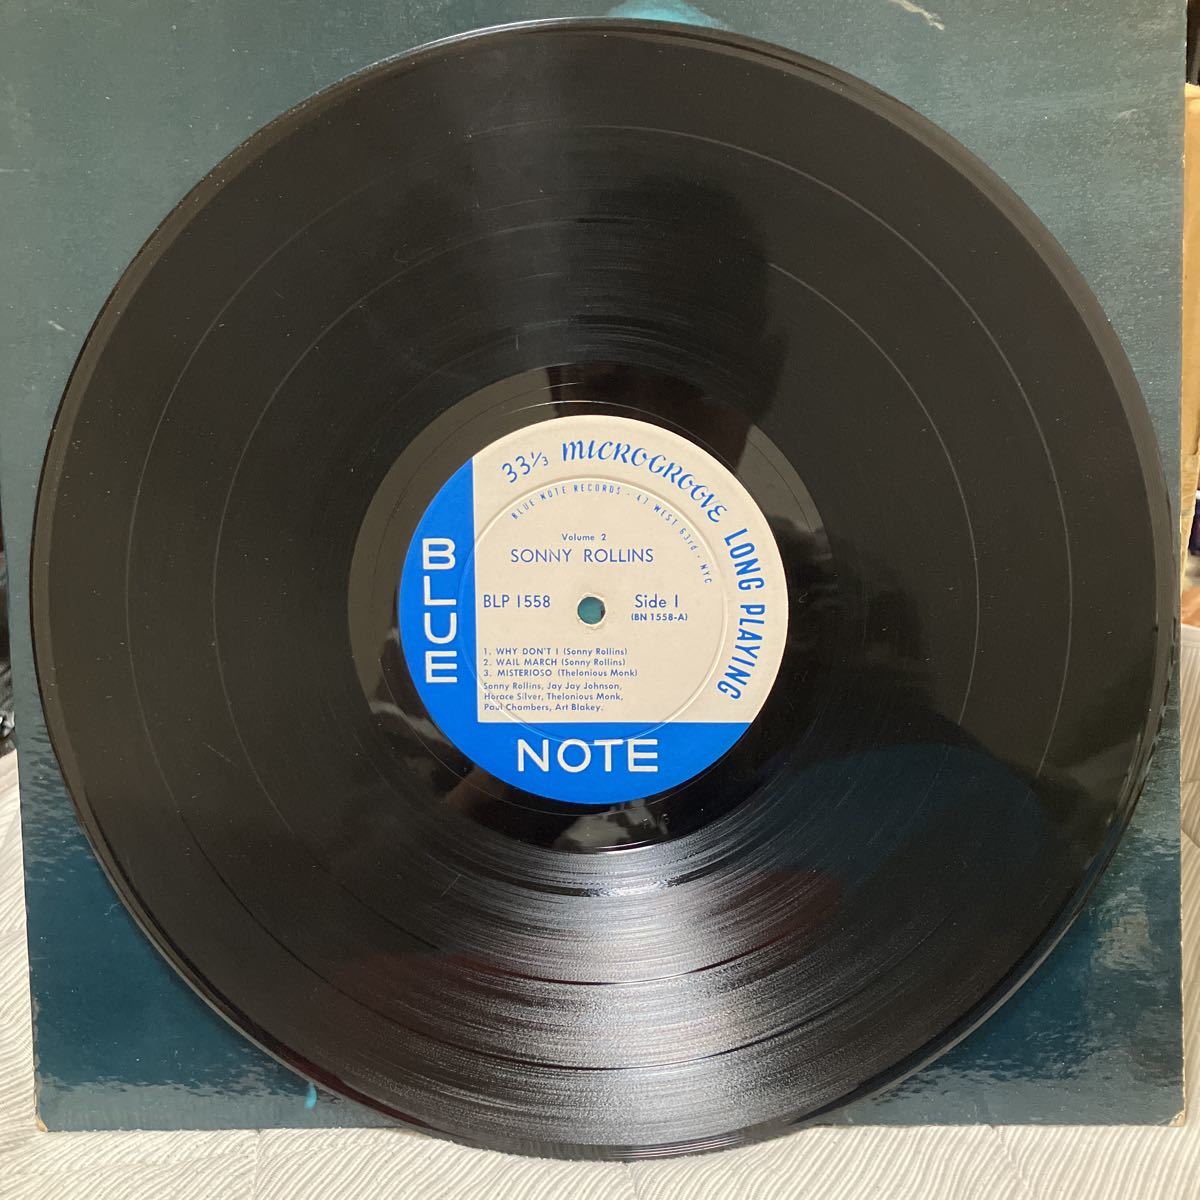 33⅓ MICROGROOVE LONG PLAYING
BLUE NOTE RECORDS · 47 WEST 63rd · NYC
Volume 2
SONNY ROLLINS
BLP 1558 Side 1
(BN 1558-A)
1. WHY DON'T I (Sonny Rollins)
2. WAIL MARCH (Sonny Rollins)
3. MISTERIOSO (Thelonious Monk)
Sonny Rollins, Jay Jay Johnson,
Horace Silver, Thelonious Monk,
Paul Chambers, Art Blakey.
BLUE
NOTE